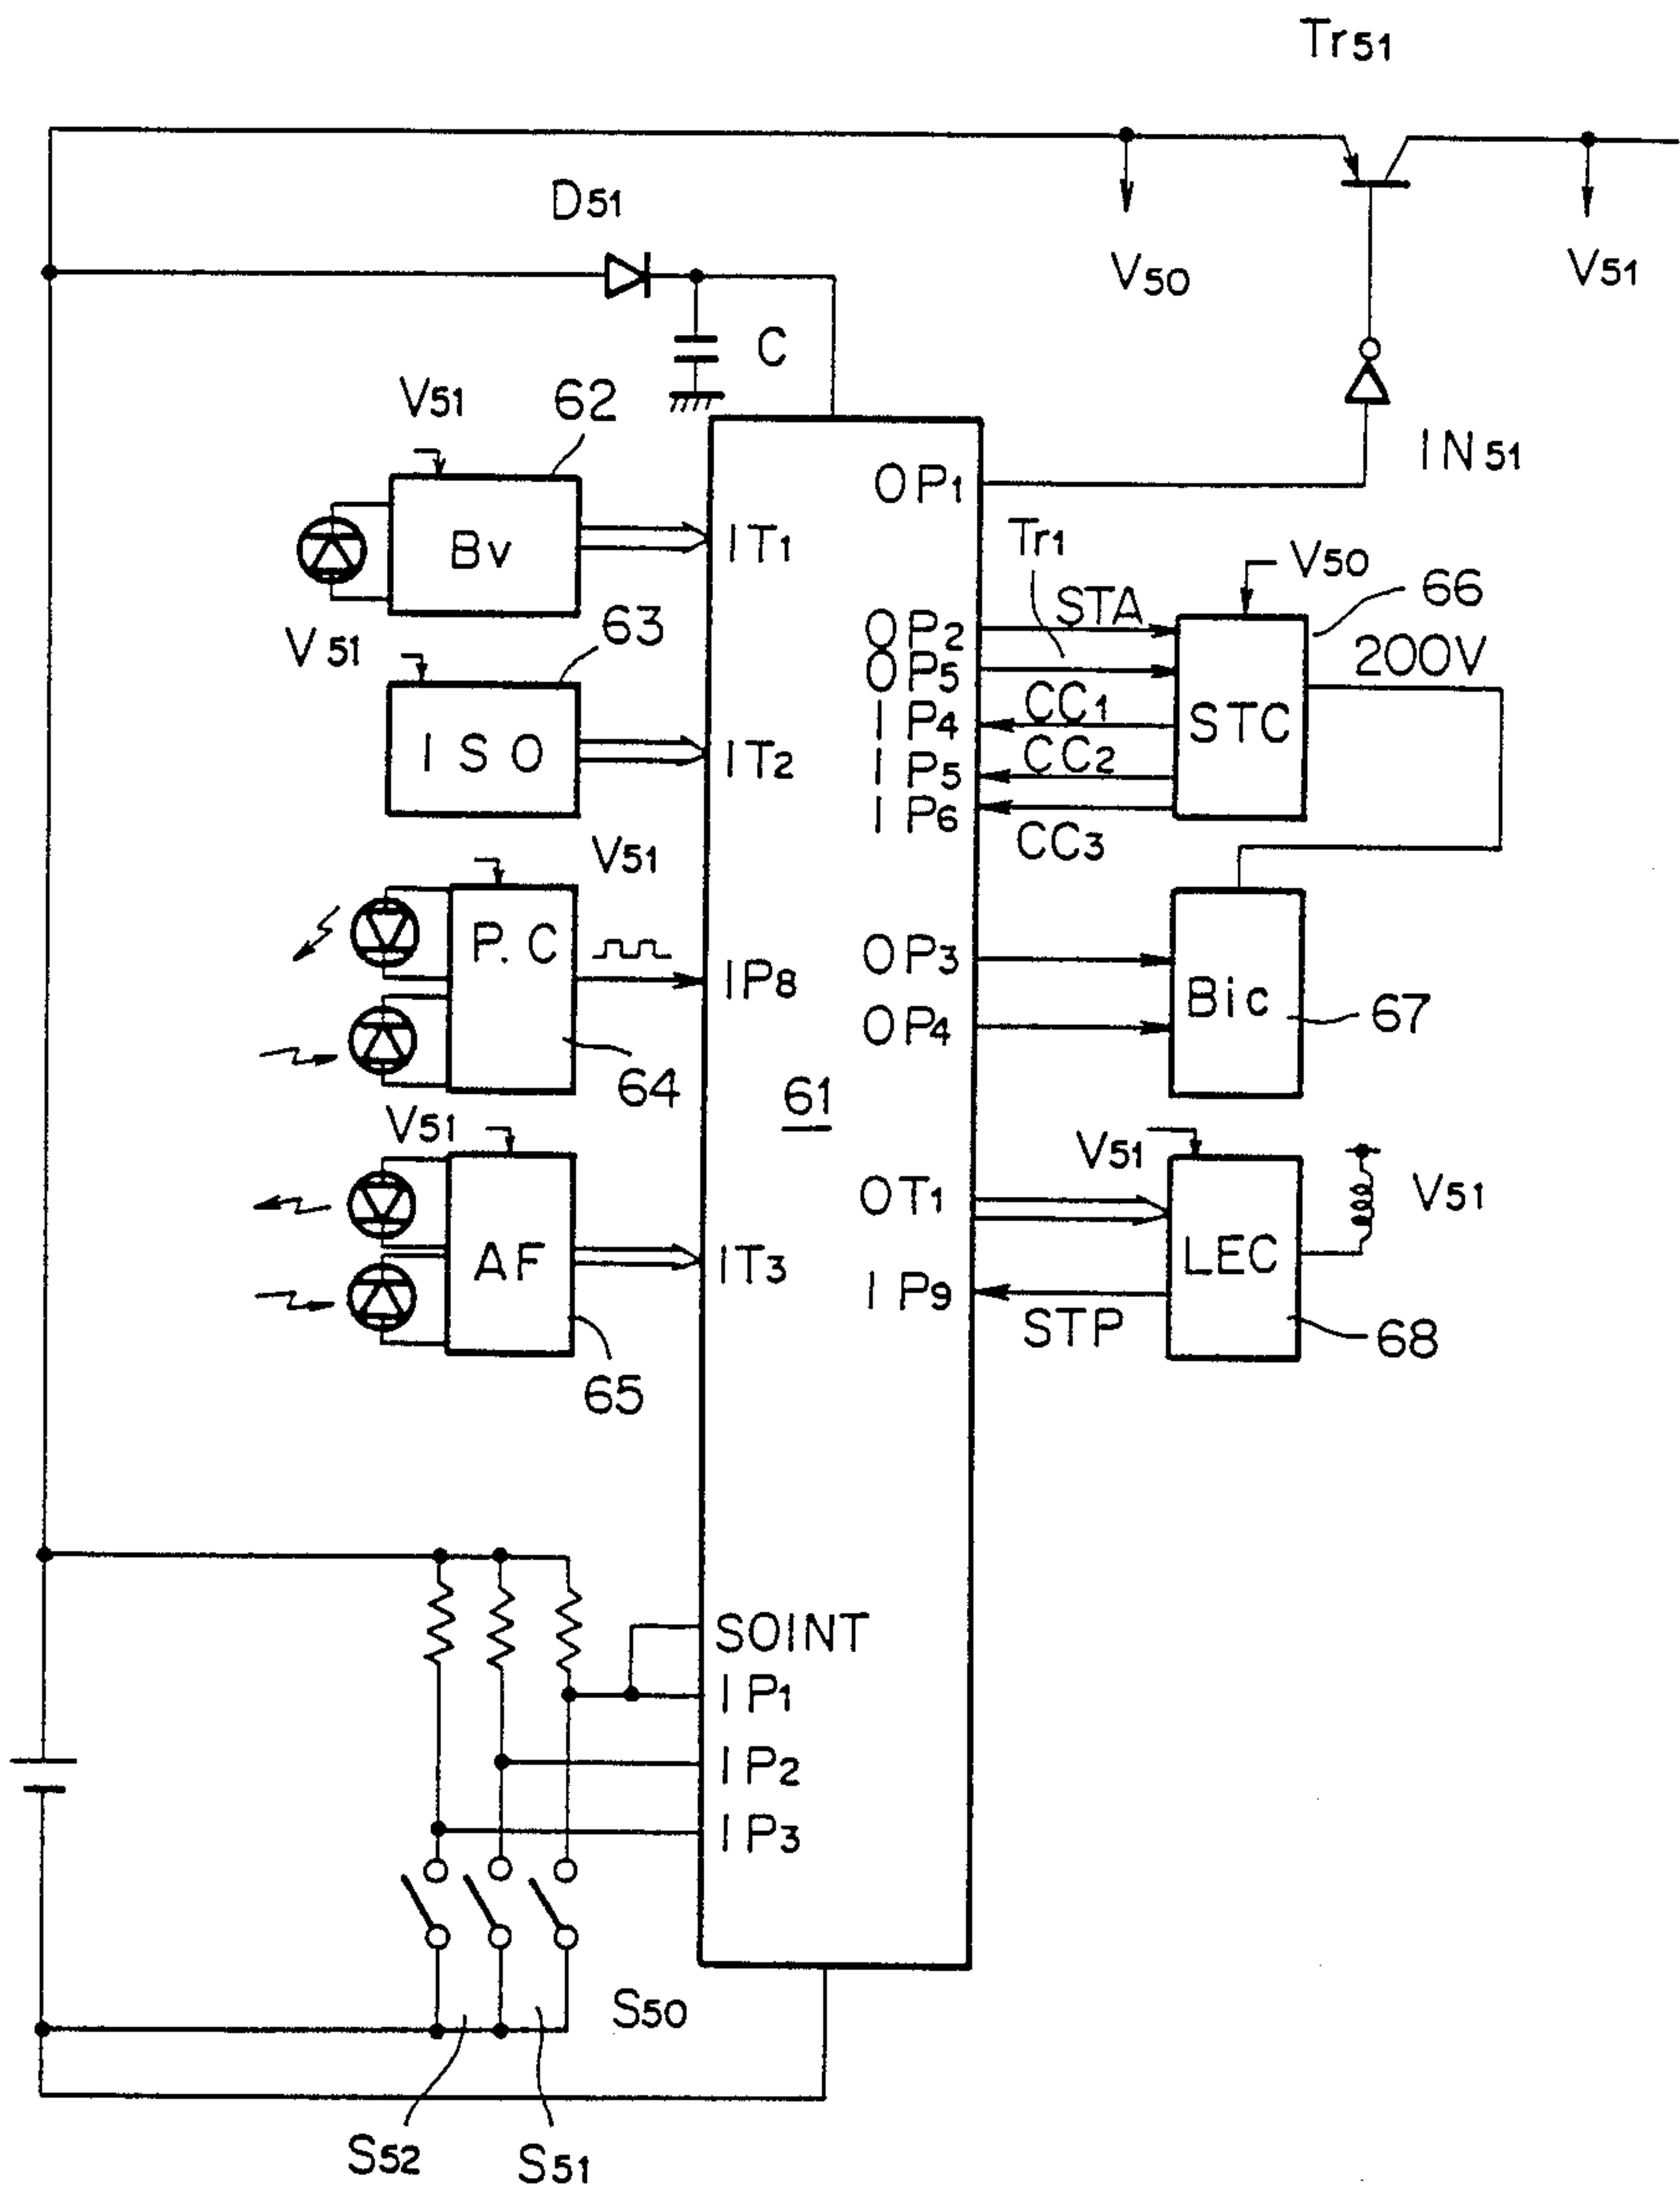 Tr51
D51
V50
V51
C
V51
62
IN51
OP1
Bv
IT1
Tr1
V50
66
STA
OP2
63
V51
200V
OP5
CC1
IP4
STC
ISO
IT2
CC2
IP5
IP6
CC3
V51
P.C
OP3
IP8
Bic
67
OP4
64
61
V51
V51
OT1
V51
AF
IT3
LEC
IP9
STP
68
65
SOINT
IP1
IP2
IP3
S50
S52
S51